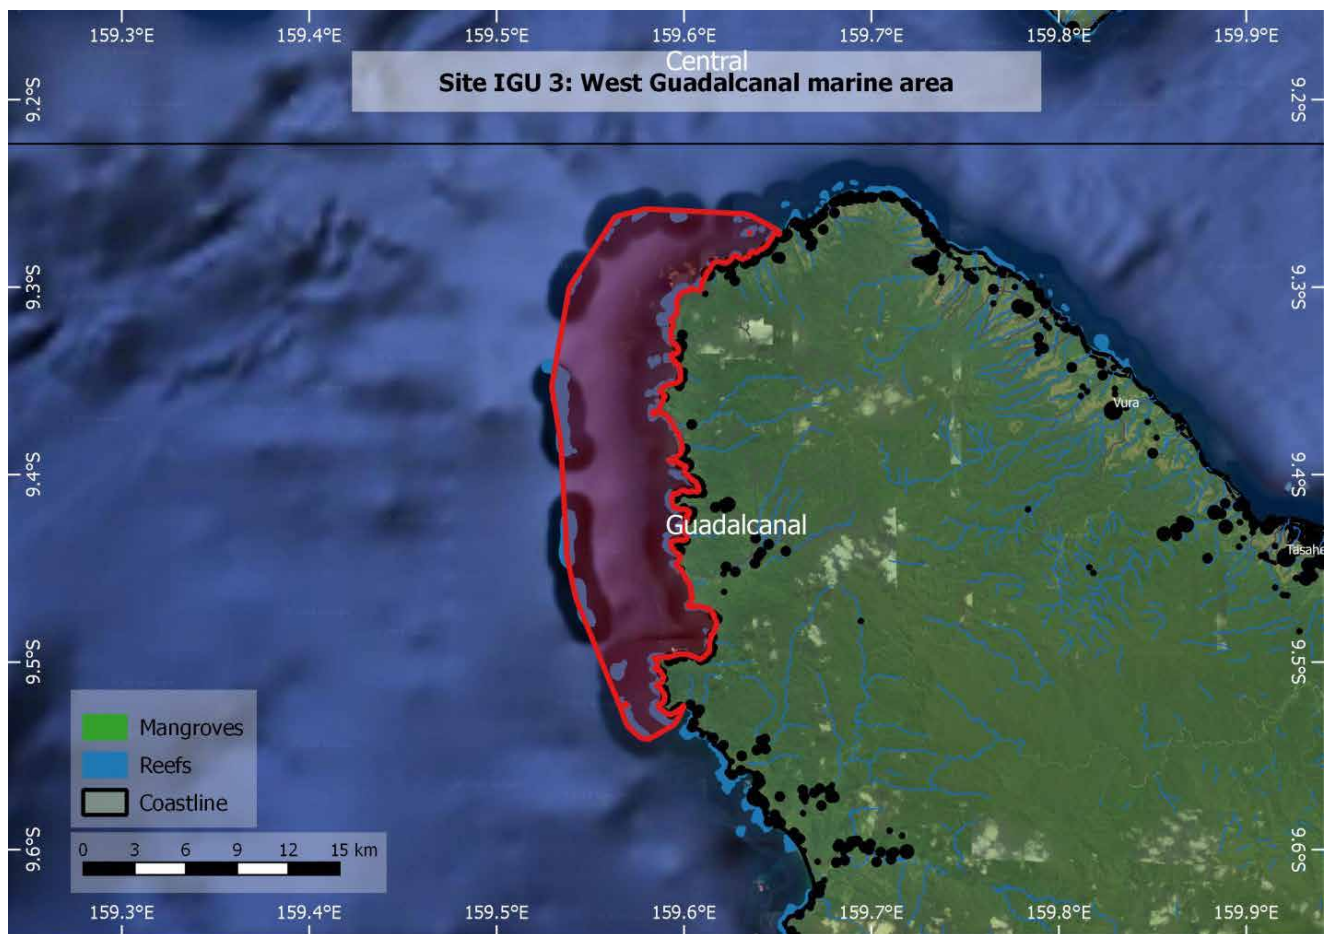 159.3°E 159.4°E 159.5°E 159.6°E 159.7°E 159.8°E 159.9°E
Central
Site IGU 3: West Guadalcanal marine area
9.2°S 9.2°S
9.3°S 9.3°S
Vura
9.4°S 9.4°S
Guadalcanal
Tasahe
9.5°S 9.5°S
Mangroves
Reefs
Coastline
0 3 6 9 12 15 km
9.6°S 9.6°S
159.3°E 159.4°E 159.5°E 159.6°E 159.7°E 159.8°E 159.9°E